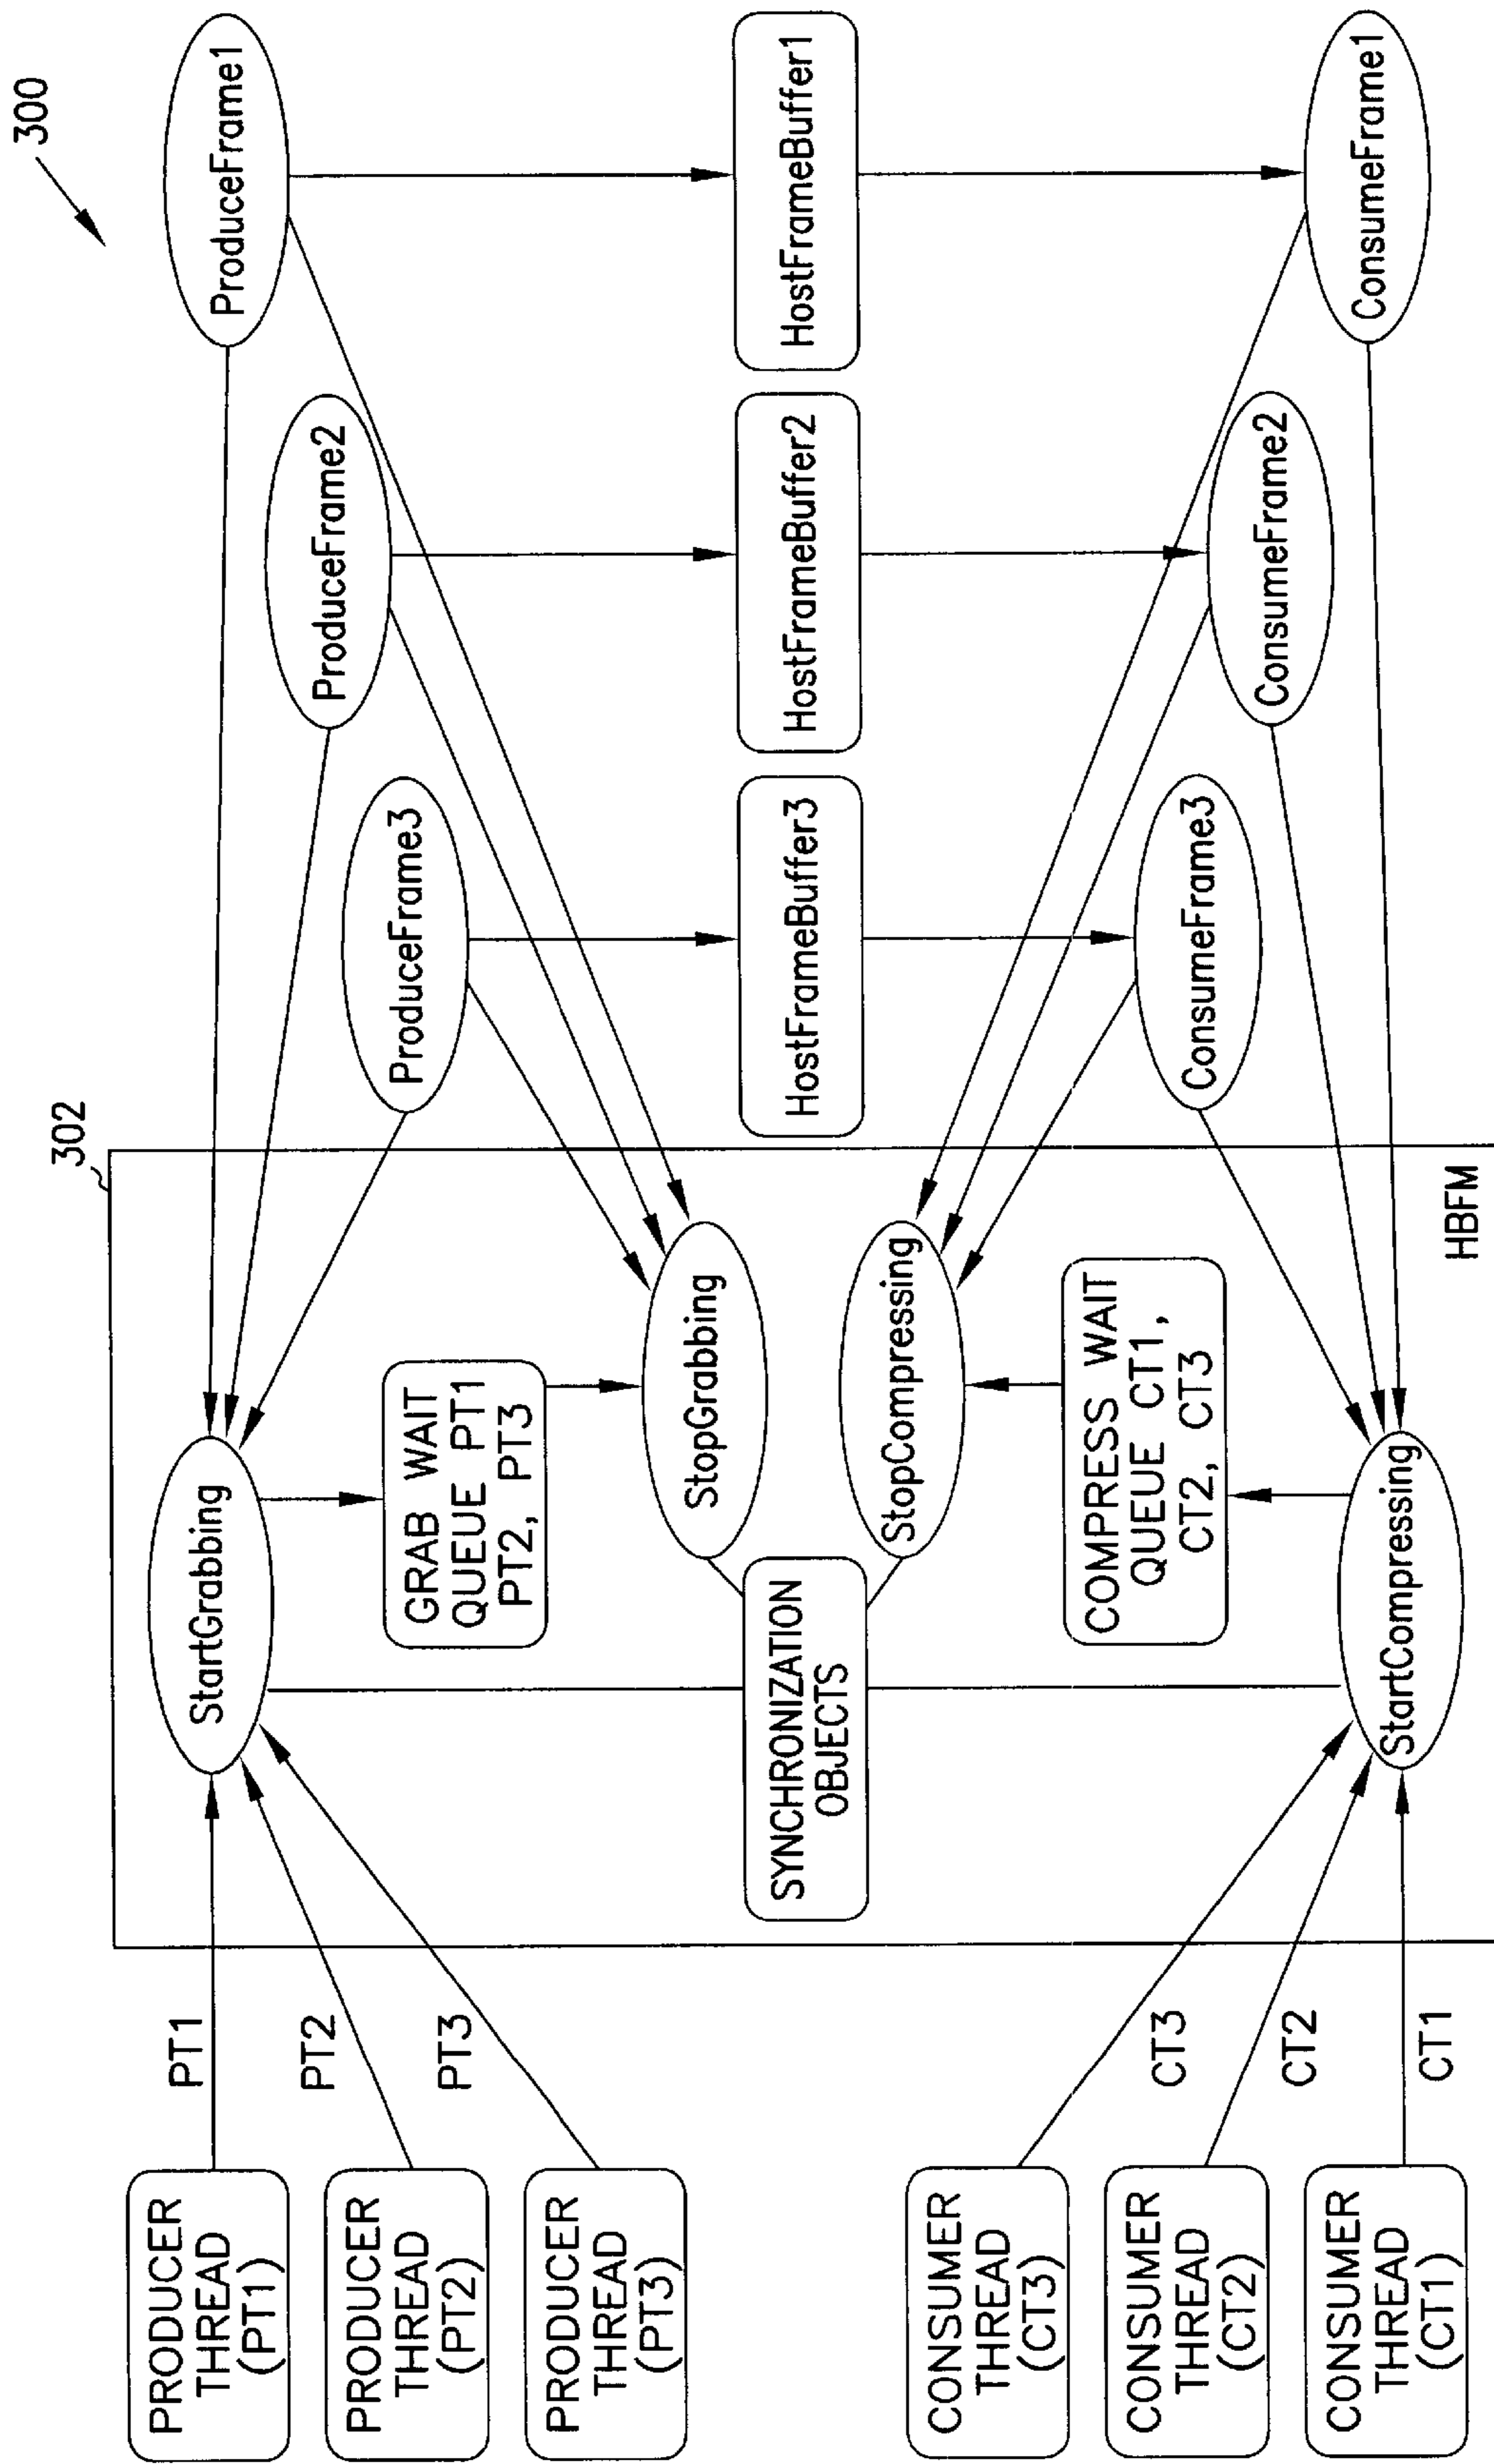 300
302
PRODUCER
THREAD
(PT1)
PRODUCER
THREAD
(PT2)
PRODUCER
THREAD
(PT3)
CONSUMER
THREAD
(CT3)
CONSUMER
THREAD
(CT2)
CONSUMER
THREAD
(CT1)
PT1
PT2
PT3
CT3
CT2
CT1
StartGrabbing
GRAB WAIT
QUEUE PT1
PT2, PT3
StopGrabbing
SYNCHRONIZATION
OBJECTS
StopCompressing
COMPRESS WAIT
QUEUE CT1,
CT2, CT3
StartCompressing
HBFM
ProduceFrame3
ProduceFrame2
ProduceFrame1
HostFrameBuffer3
HostFrameBuffer2
HostFrameBuffer1
ConsumeFrame3
ConsumeFrame2
ConsumeFrame1